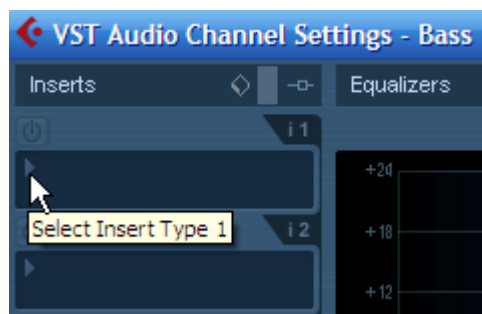 VST Audio Channel Settings - Bass
Inserts
Equalizers
i 1
+24
Select Insert Type 1
i 2
+18
+12